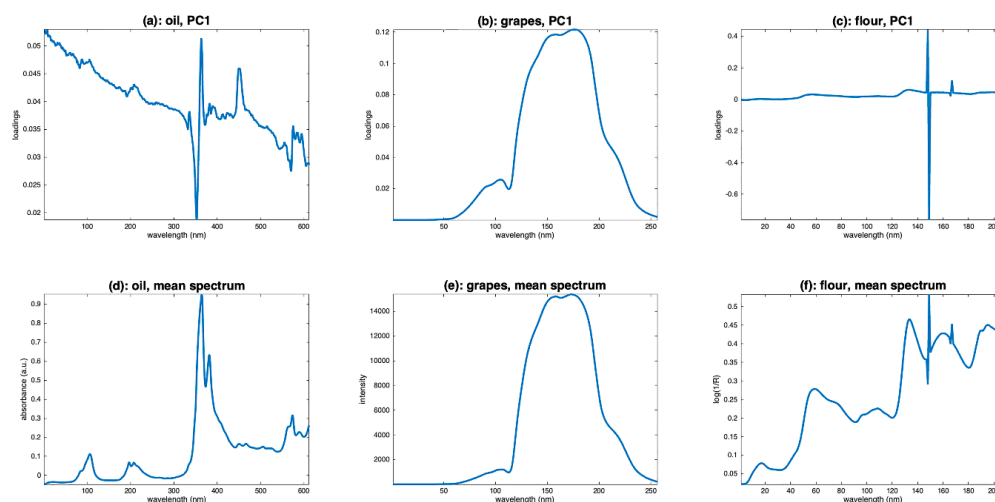 (a): oil, PC1
0.05
0.045
0.04
0.035
0.03
0.025
0.02
loadings
100 200 300 400 500 600
wavelength (nm)
(b): grapes, PC1
0.12
0.1
0.08
0.06
0.04
0.02
loadings
50 100 150 200 250
wavelength (nm)
(c): flour, PC1
0.4
0.2
0
-0.2
-0.4
-0.6
loadings
20 40 60 80 100 120 140 160 180 200
wavelength (nm)
(d): oil, mean spectrum
0.9
0.8
0.7
0.6
0.5
0.4
0.3
0.2
0.1
0
absorbance (a.u.)
100 200 300 400 500 600
wavelength (nm)
(e): grapes, mean spectrum
14000
12000
10000
8000
6000
4000
2000
intensity
50 100 150 200 250
wavelength (nm)
(f): flour, mean spectrum
0.5
0.45
0.4
0.35
0.3
0.25
0.2
0.15
0.1
0.05
log(1/R)
20 40 60 80 100 120 140 160 180 200
wavelength (nm)